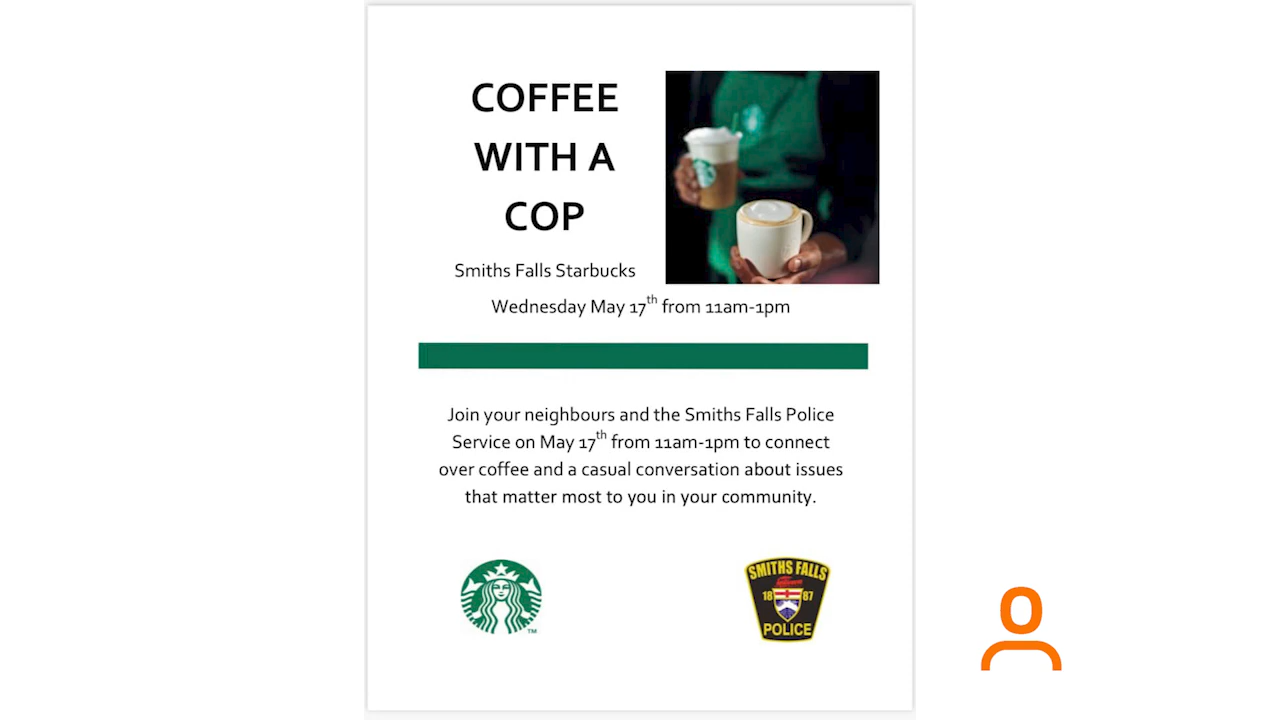 COFFEE
WITH A
COP
Smiths Falls Starbucks
Wednesday May 17th from 11am-1pm
Join your neighbours and the Smiths Falls Police
Service on May 17th from 11am-1pm to connect
over coffee and a casual conversation about issues
that matter most to you in your community.
TM
SMITHS FALLS
18 87
POLICE